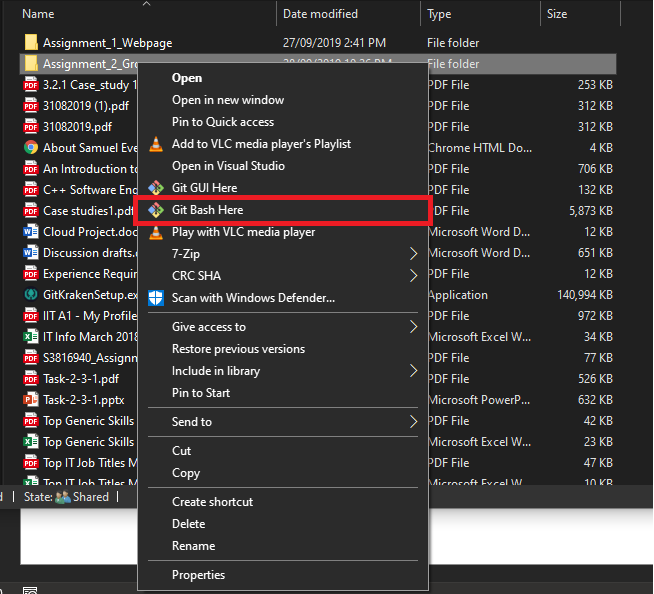 Name Date modified Type Size
Assignment_1_Webpage 27/09/2019 2:41 PM File folder
Assignment_2_Gro File folder
3.2.1 Case_study 1 PDF File 253 KB
31082019 (1).pdf PDF File 312 KB
31082019.pdf PDF File 312 KB
About Samuel Eve Chrome HTML Do... 4 KB
An Introduction to PDF File 706 KB
C++ Software Eng PDF File 132 KB
Case studies1.pdf PDF File 5,873 KB
Cloud Project.doc Microsoft Word D... 12 KB
Discussion drafts.d Microsoft Word D... 651 KB
Experience Requir PDF File 32 KB
GitKrakenSetup.ex Application 140,994 KB
IIT A1 - My Profile PDF File 972 KB
IT Info March 2018 Microsoft Excel W... 34 KB
S3816940_Assignm PDF File 77 KB
Task-2-3-1.pdf PDF File 526 KB
Task-2-3-1.pptx Microsoft PowerP... 632 KB
Top Generic Skills PDF File 42 KB
Top Generic Skills Microsoft Excel W... 23 KB
Top IT Job Titles M PDF File 47 KB
Top IT Job Titles M Microsoft Excel W... 10 KB
State: Shared
Open
Open in new window
Pin to Quick access
Add to VLC media player's Playlist
Open in Visual Studio
Git GUI Here
Git Bash Here
Play with VLC media player
7-Zip
CRC SHA
Scan with Windows Defender...
Give access to
Restore previous versions
Include in library
Pin to Start
Send to
Cut
Copy
Create shortcut
Delete
Rename
Properties